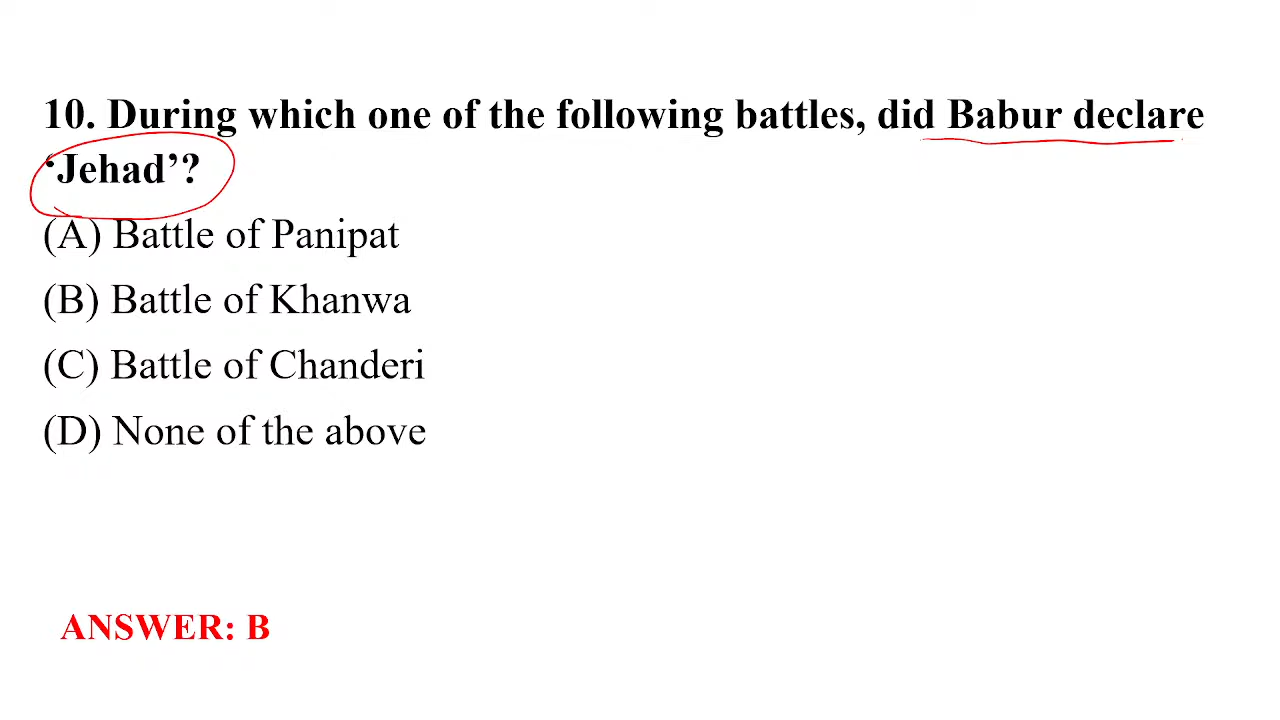 10. During which one of the following battles, did Babur declare
‘Jehad’?
(A) Battle of Panipat
(B) Battle of Khanwa
(C) Battle of Chanderi
(D) None of the above
ANSWER: B